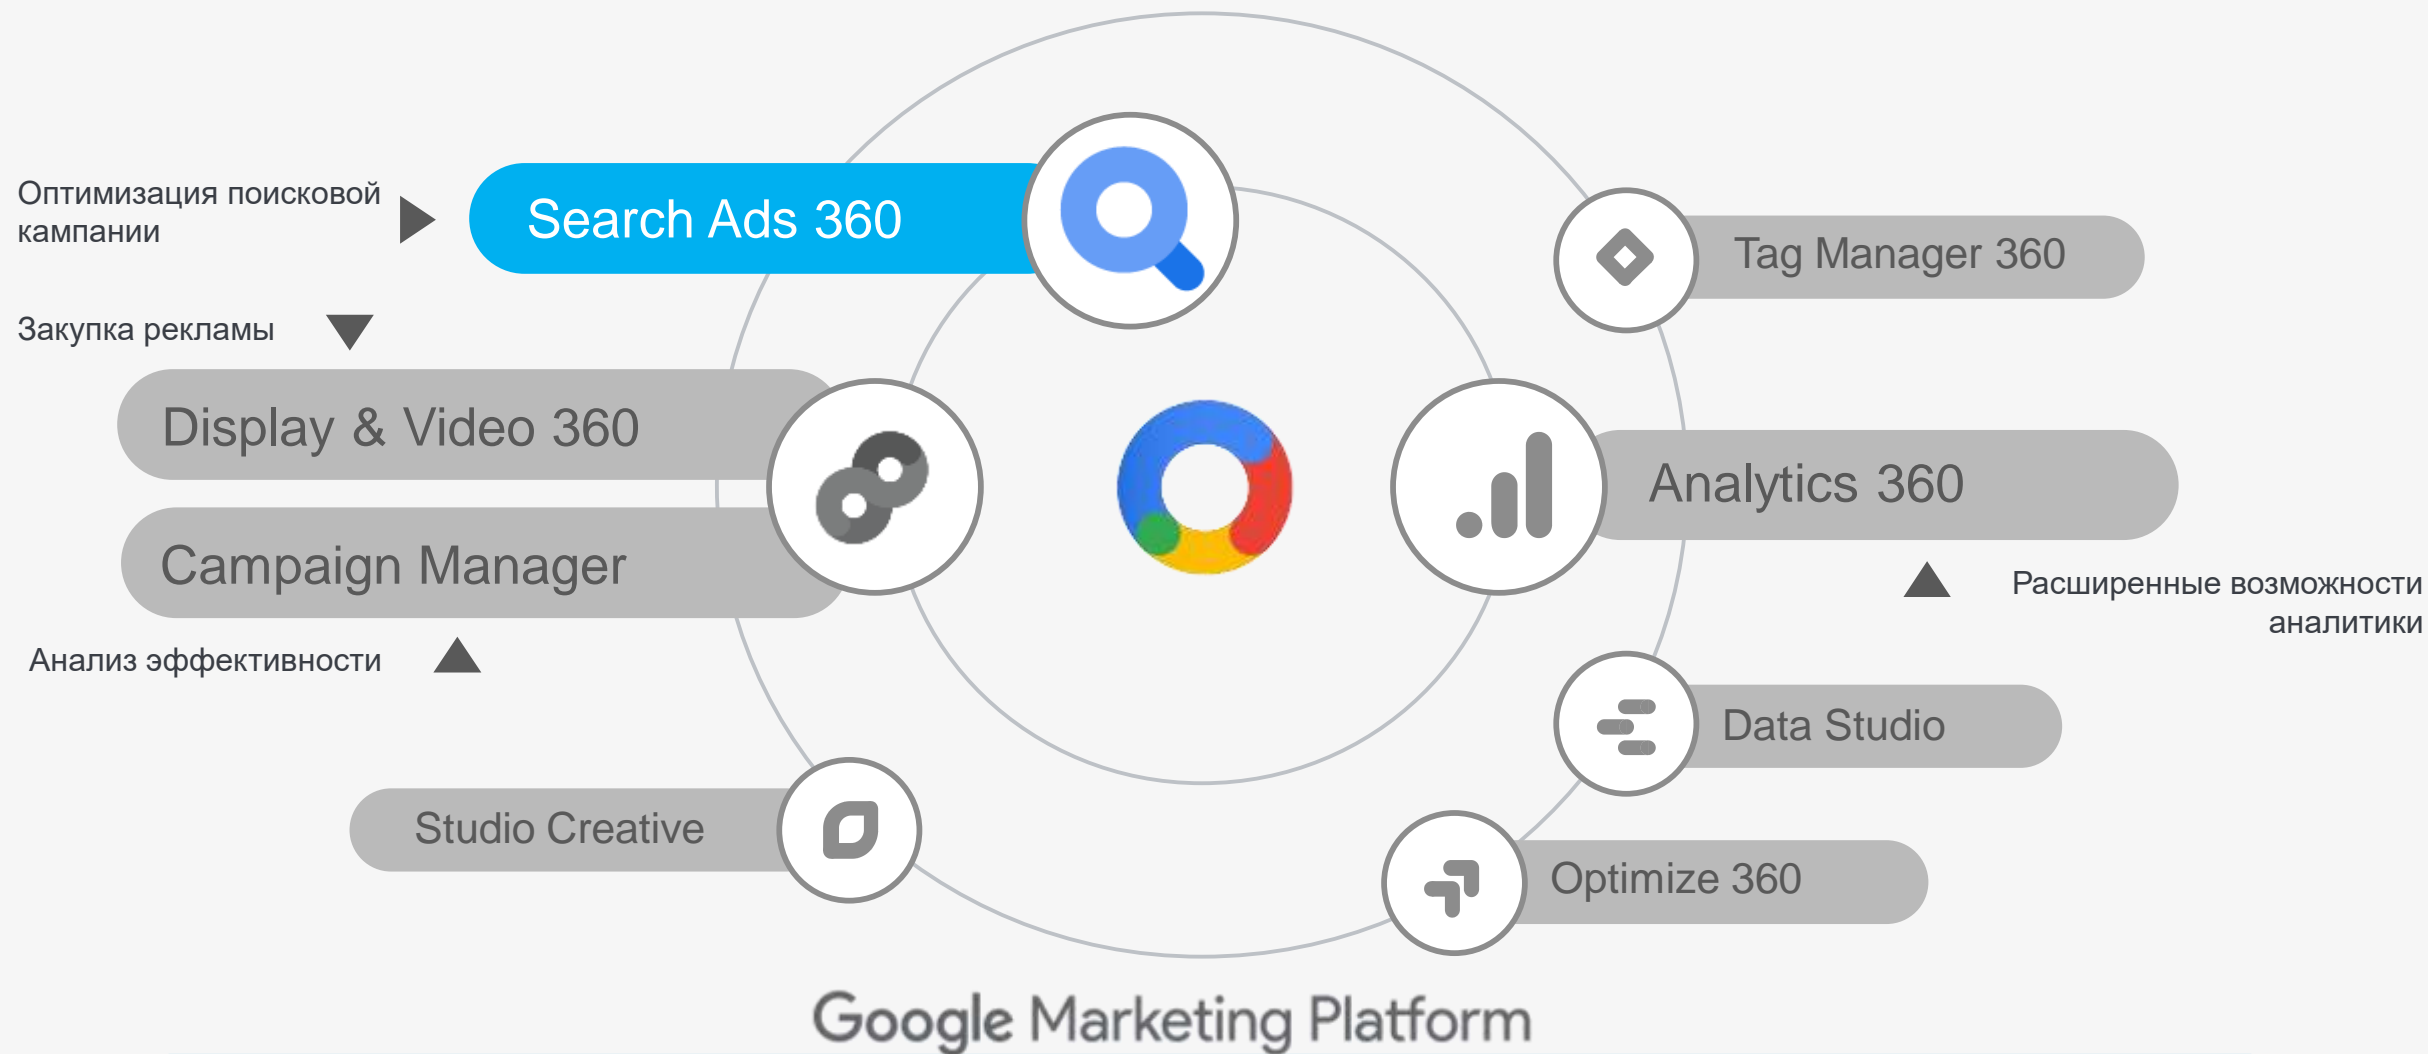 Оптимизация поисковой
кампании
Search Ads 360
Tag Manager 360
Закупка рекламы
Display & Video 360
Campaign Manager
Analytics 360
Расширенные возможности
аналитики
Анализ эффективности
Data Studio
Studio Creative
Optimize 360
Google Marketing Platform